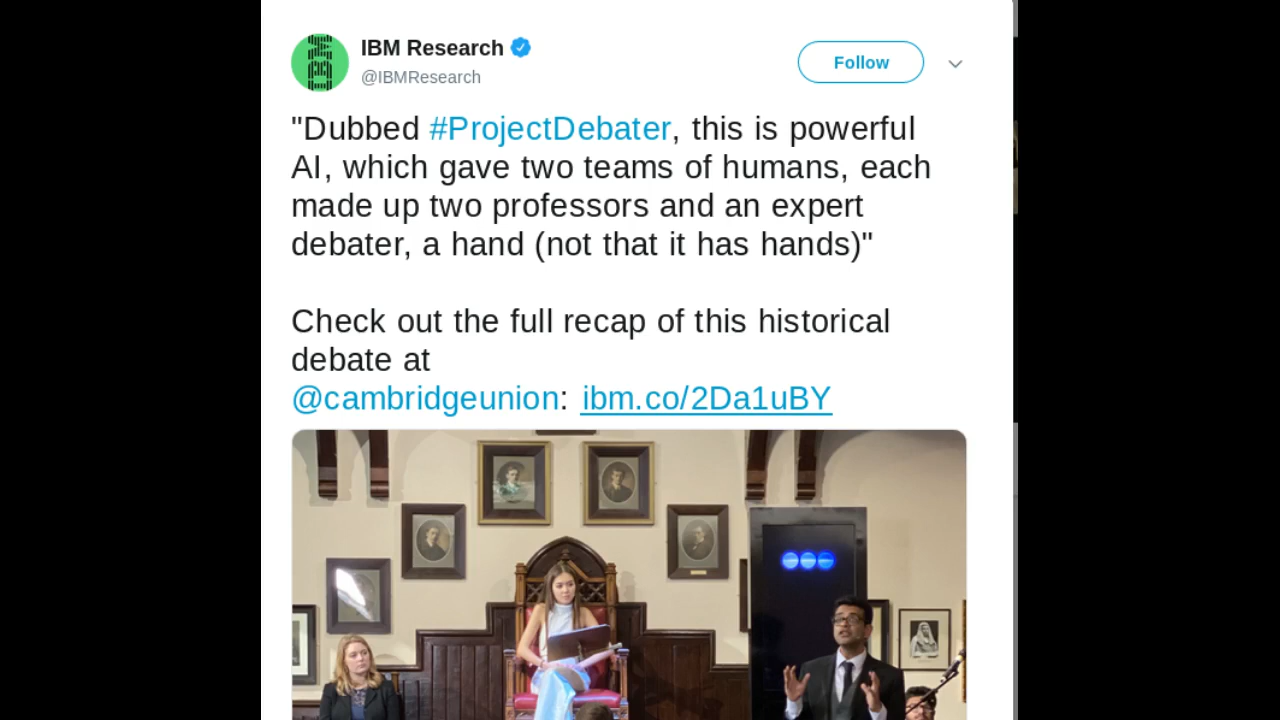 IBM Research
@IBMResearch
Follow
"Dubbed #ProjectDebater, this is powerful
AI, which gave two teams of humans, each
made up two professors and an expert
debater, a hand (not that it has hands)"
Check out the full recap of this historical
debate at
@cambridgeunion: ibm.co/2Da1uBY